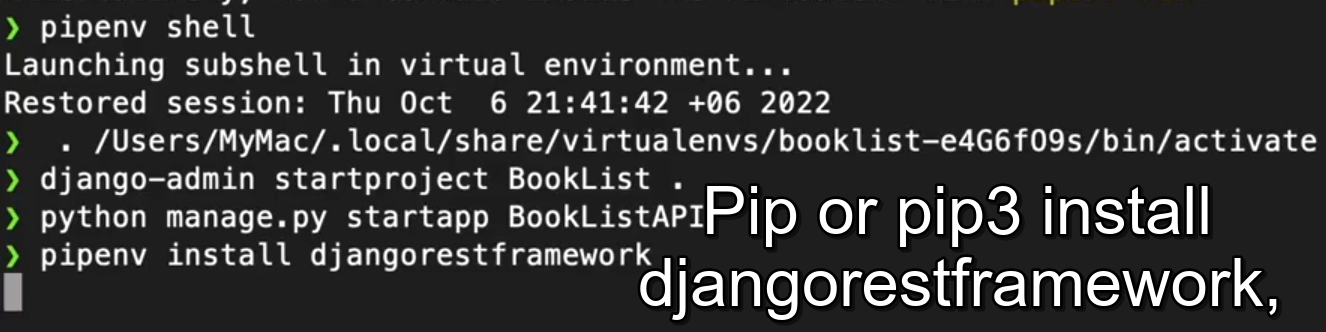 ❯ pipenv shell
Launching subshell in virtual environment...
Restored session: Thu Oct  6 21:41:42 +06 2022
❯  . /Users/MyMac/.local/share/virtualenvs/booklist-e4G6fO9s/bin/activate
❯ django-admin startproject BookList .
❯ python manage.py startapp BookListAPI
❯ pipenv install djangorestframework
Pip or pip3 install
djangorestframework,